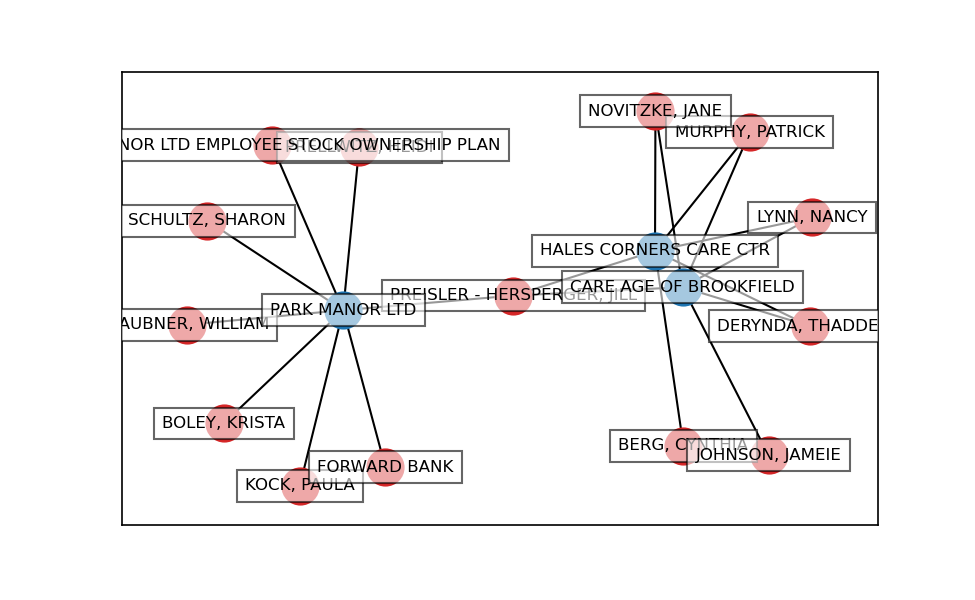 NOVITZKE, JANE
MURPHY, PATRICK
NOR LTD EMPLOYEE STOCK OWNERSHIP PLAN
LYNN, NANCY
SCHULTZ, SHARON
HALES CORNERS CARE CTR
CARE AGE OF BROOKFIELD
PREISLER - HERSPERGER, JILL
PARK MANOR LTD
AUBNER, WILLIAM
DERYNDA, THADDE
BOLEY, KRISTA
BERG, CYNTHIA
JOHNSON, JAMEIE
FORWARD BANK
KOCK, PAULA